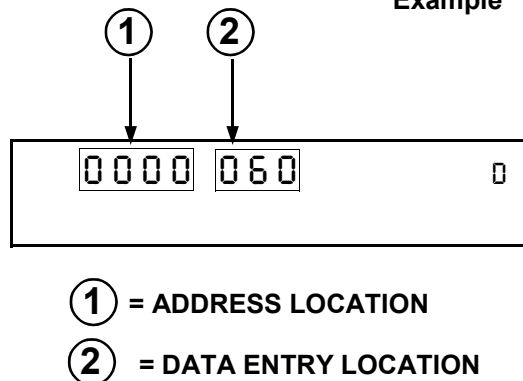 Example
1 2
0000 060 0
1 = ADDRESS LOCATION
2 = DATA ENTRY LOCATION